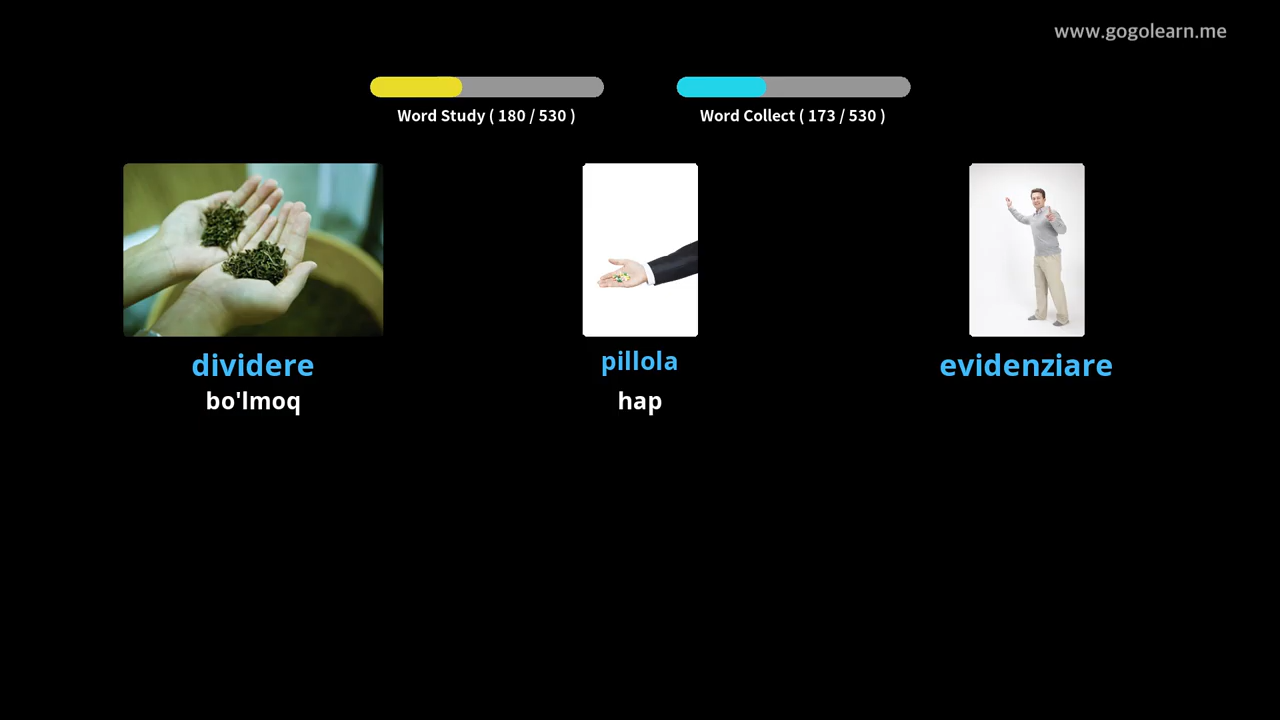 www.gogolearn.me
Word Study ( 180 / 530 )
Word Collect ( 173 / 530 )
dividere
bo'lmoq
pillola
hap
evidenziare